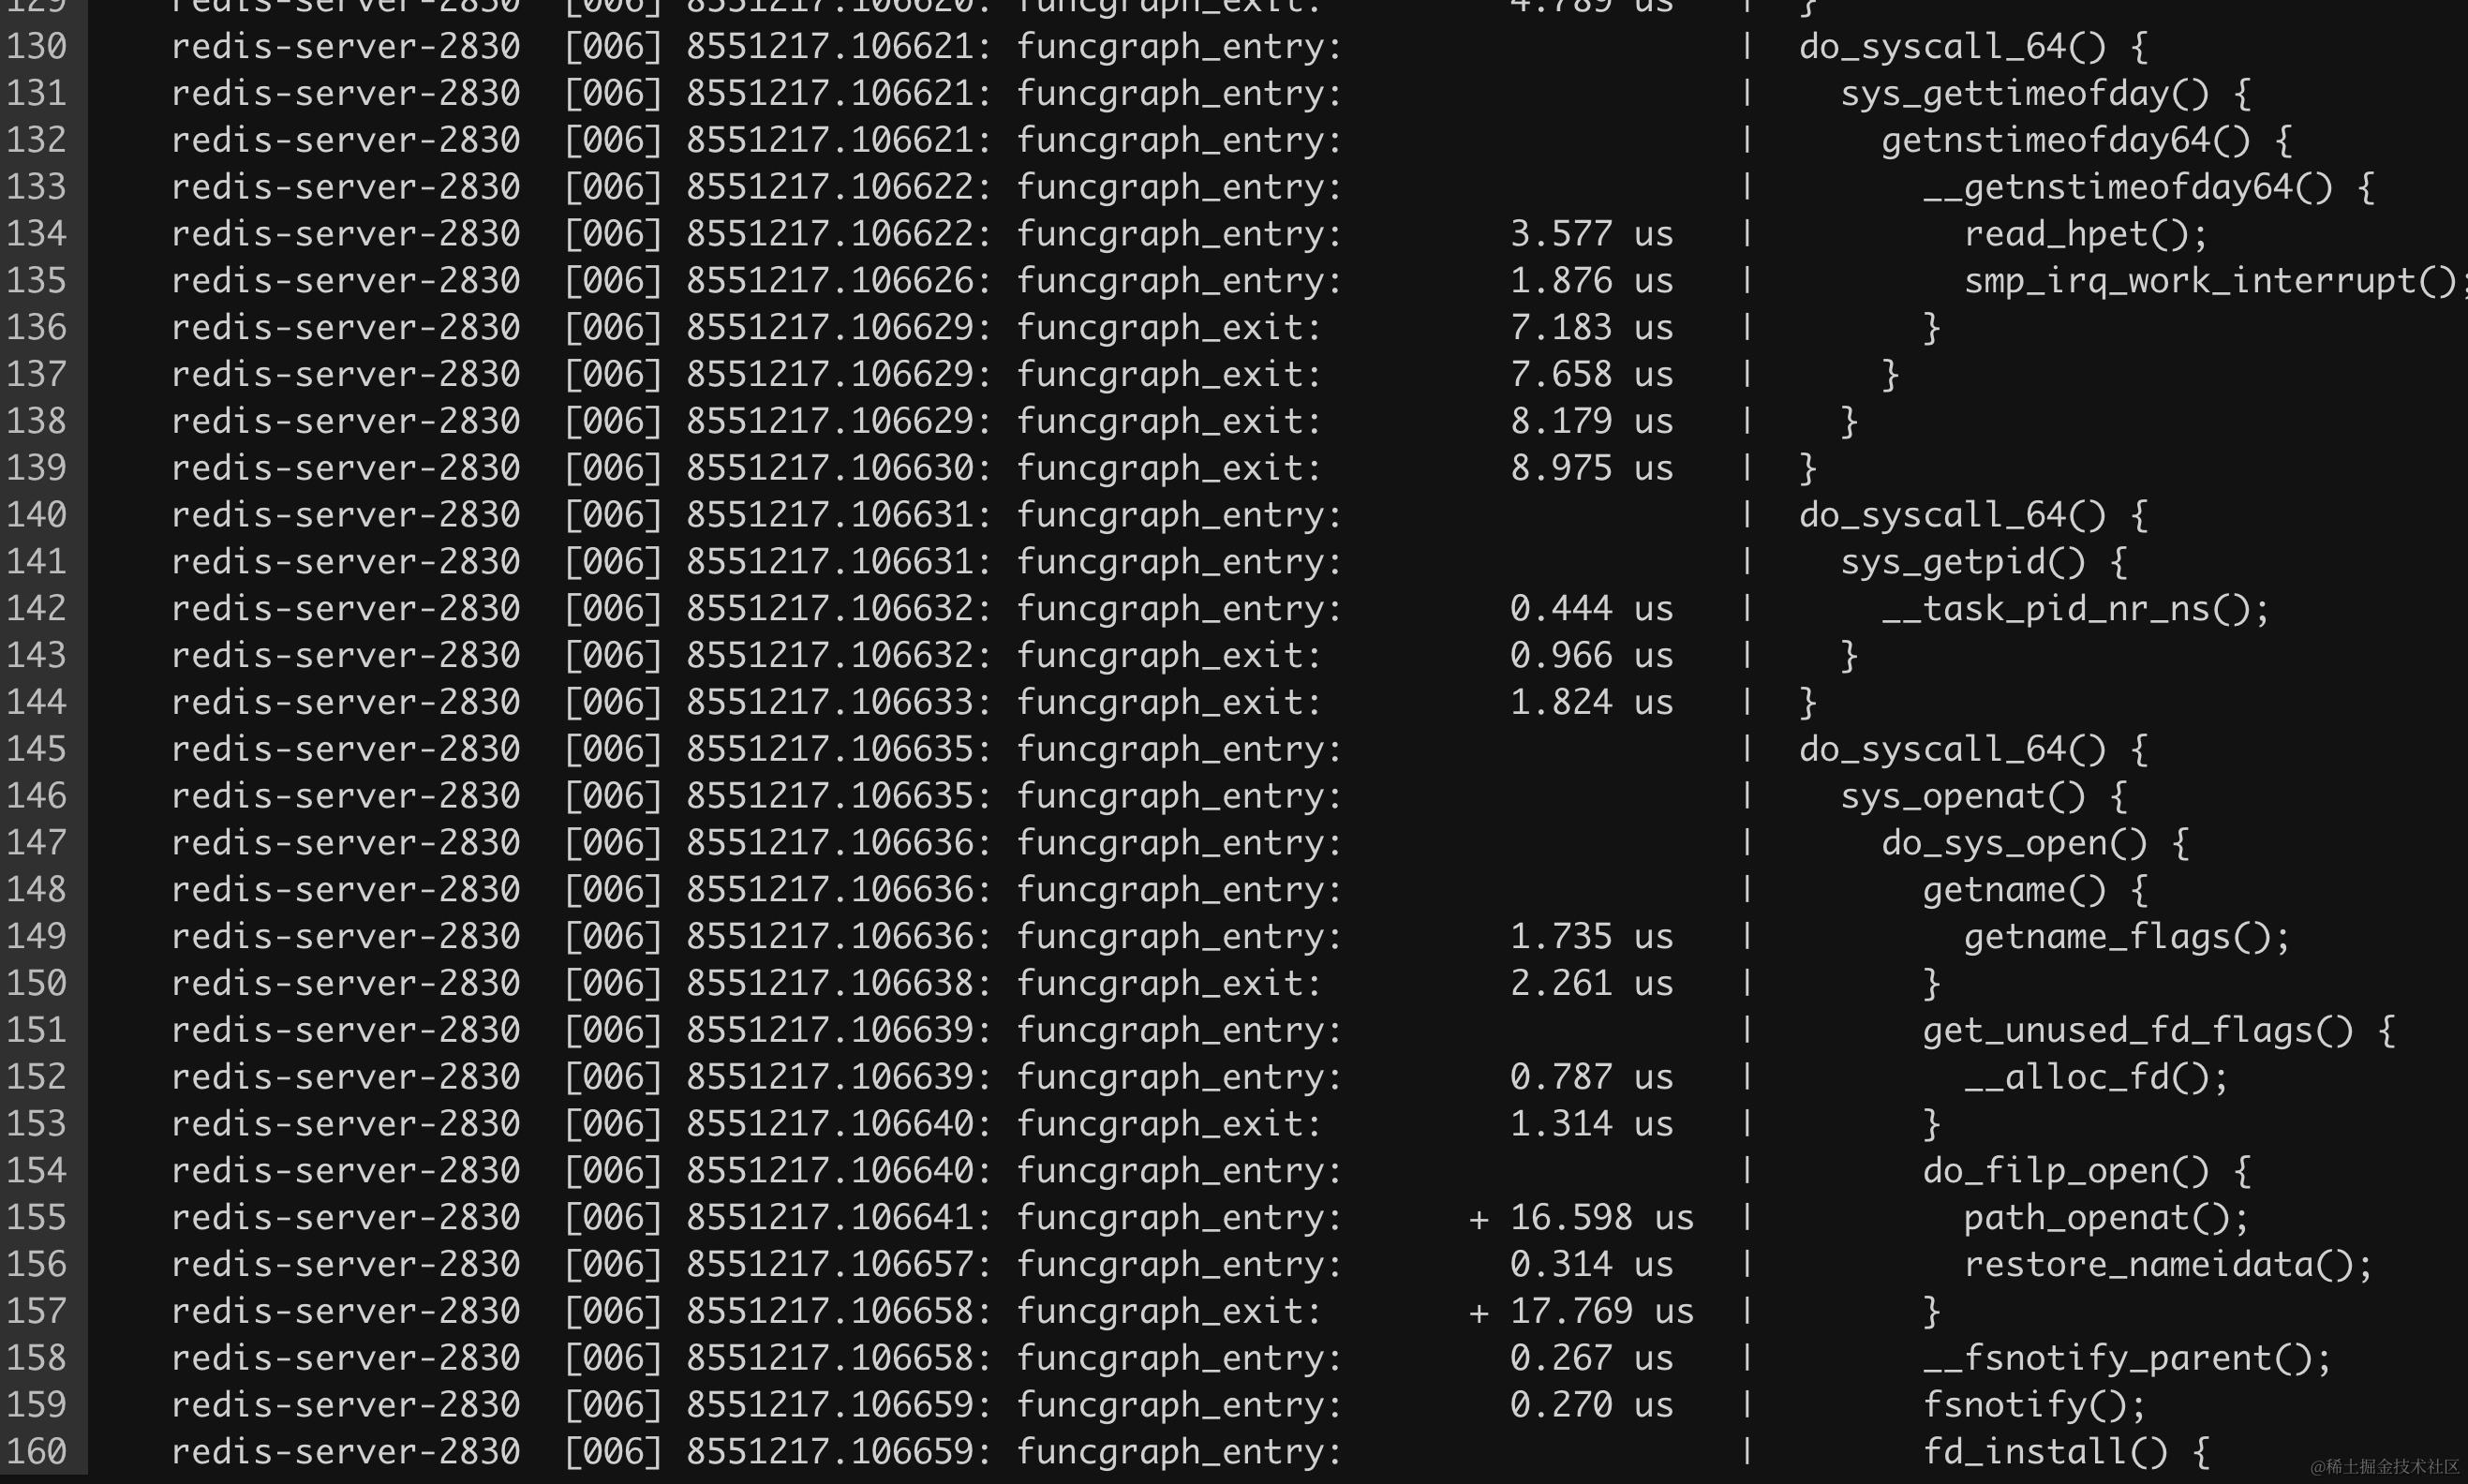 129 redis-server-2830 [006] 8551217.106620: funcgraph_exit: 4.789 us | }
130 redis-server-2830 [006] 8551217.106621: funcgraph_entry: | do_syscall_64() {
131 redis-server-2830 [006] 8551217.106621: funcgraph_entry: | sys_gettimeofday() {
132 redis-server-2830 [006] 8551217.106621: funcgraph_entry: | getnstimeofday64() {
133 redis-server-2830 [006] 8551217.106622: funcgraph_entry: | __getnstimeofday64() {
134 redis-server-2830 [006] 8551217.106622: funcgraph_entry: 3.577 us | read_hpet();
135 redis-server-2830 [006] 8551217.106626: funcgraph_entry: 1.876 us | smp_irq_work_interrupt();
136 redis-server-2830 [006] 8551217.106629: funcgraph_exit: 7.183 us | }
137 redis-server-2830 [006] 8551217.106629: funcgraph_exit: 7.658 us | }
138 redis-server-2830 [006] 8551217.106629: funcgraph_exit: 8.179 us | }
139 redis-server-2830 [006] 8551217.106630: funcgraph_exit: 8.975 us | }
140 redis-server-2830 [006] 8551217.106631: funcgraph_entry: | do_syscall_64() {
141 redis-server-2830 [006] 8551217.106631: funcgraph_entry: | sys_getpid() {
142 redis-server-2830 [006] 8551217.106632: funcgraph_entry: 0.444 us | __task_pid_nr_ns();
143 redis-server-2830 [006] 8551217.106632: funcgraph_exit: 0.966 us | }
144 redis-server-2830 [006] 8551217.106633: funcgraph_exit: 1.824 us | }
145 redis-server-2830 [006] 8551217.106635: funcgraph_entry: | do_syscall_64() {
146 redis-server-2830 [006] 8551217.106635: funcgraph_entry: | sys_openat() {
147 redis-server-2830 [006] 8551217.106636: funcgraph_entry: | do_sys_open() {
148 redis-server-2830 [006] 8551217.106636: funcgraph_entry: | getname() {
149 redis-server-2830 [006] 8551217.106636: funcgraph_entry: 1.735 us | getname_flags();
150 redis-server-2830 [006] 8551217.106638: funcgraph_exit: 2.261 us | }
151 redis-server-2830 [006] 8551217.106639: funcgraph_entry: | get_unused_fd_flags() {
152 redis-server-2830 [006] 8551217.106639: funcgraph_entry: 0.787 us | __alloc_fd();
153 redis-server-2830 [006] 8551217.106640: funcgraph_exit: 1.314 us | }
154 redis-server-2830 [006] 8551217.106640: funcgraph_entry: | do_filp_open() {
155 redis-server-2830 [006] 8551217.106641: funcgraph_entry: + 16.598 us | path_openat();
156 redis-server-2830 [006] 8551217.106657: funcgraph_entry: 0.314 us | restore_nameidata();
157 redis-server-2830 [006] 8551217.106658: funcgraph_exit: + 17.769 us | }
158 redis-server-2830 [006] 8551217.106658: funcgraph_entry: 0.267 us | __fsnotify_parent();
159 redis-server-2830 [006] 8551217.106659: funcgraph_entry: 0.270 us | fsnotify();
160 redis-server-2830 [006] 8551217.106659: funcgraph_entry: | fd_install() {
@稀土掘金技术社区